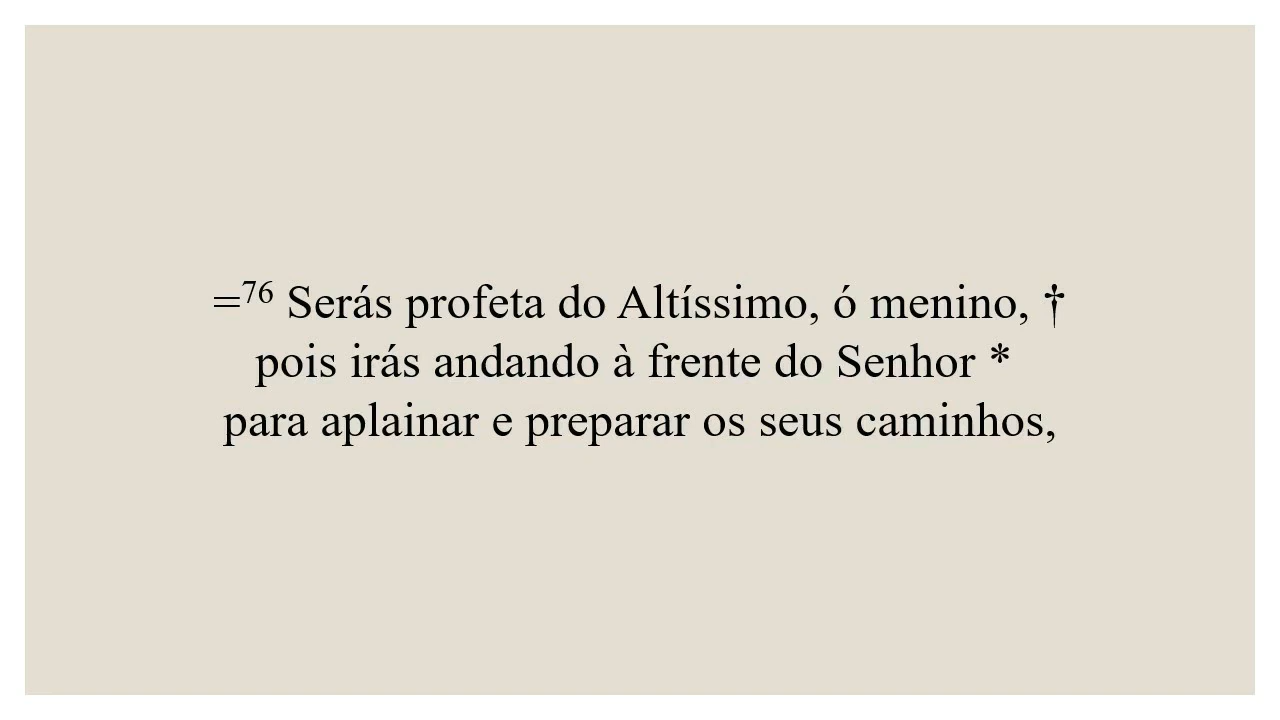 =76 Serás profeta do Altíssimo, ó menino, †
pois irás andando à frente do Senhor *
para aplainar e preparar os seus caminhos,